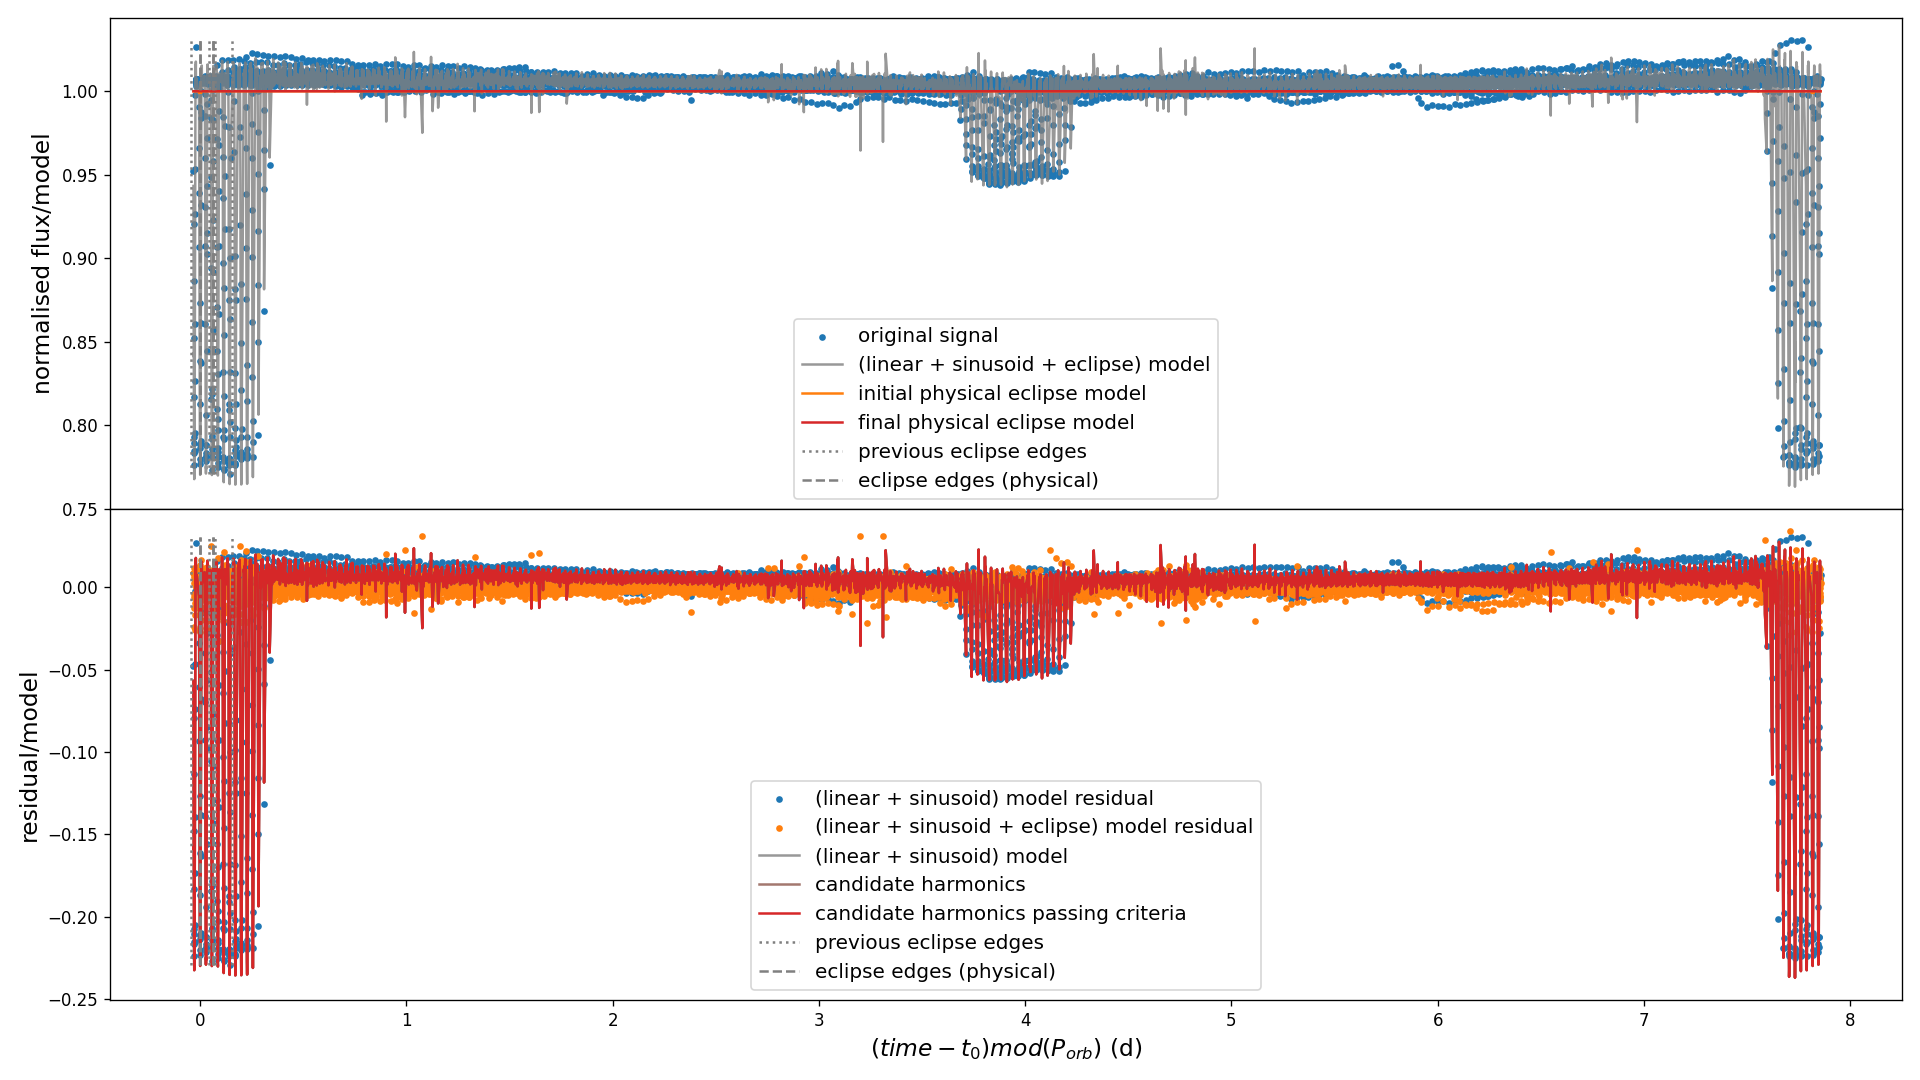 normalised flux/model
1.00
0.95
0.90
0.85
0.80
0.75
original signal
(linear + sinusoid + eclipse) model
initial physical eclipse model
final physical eclipse model
previous eclipse edges
eclipse edges (physical)
residual/model
0.00
−0.05
−0.10
−0.15
−0.20
−0.25
(linear + sinusoid) model residual
(linear + sinusoid + eclipse) model residual
(linear + sinusoid) model
candidate harmonics
candidate harmonics passing criteria
previous eclipse edges
eclipse edges (physical)
0 1 2 3 4 5 6 7 8
(time − t₀)mod(Pₒᵣb) (d)